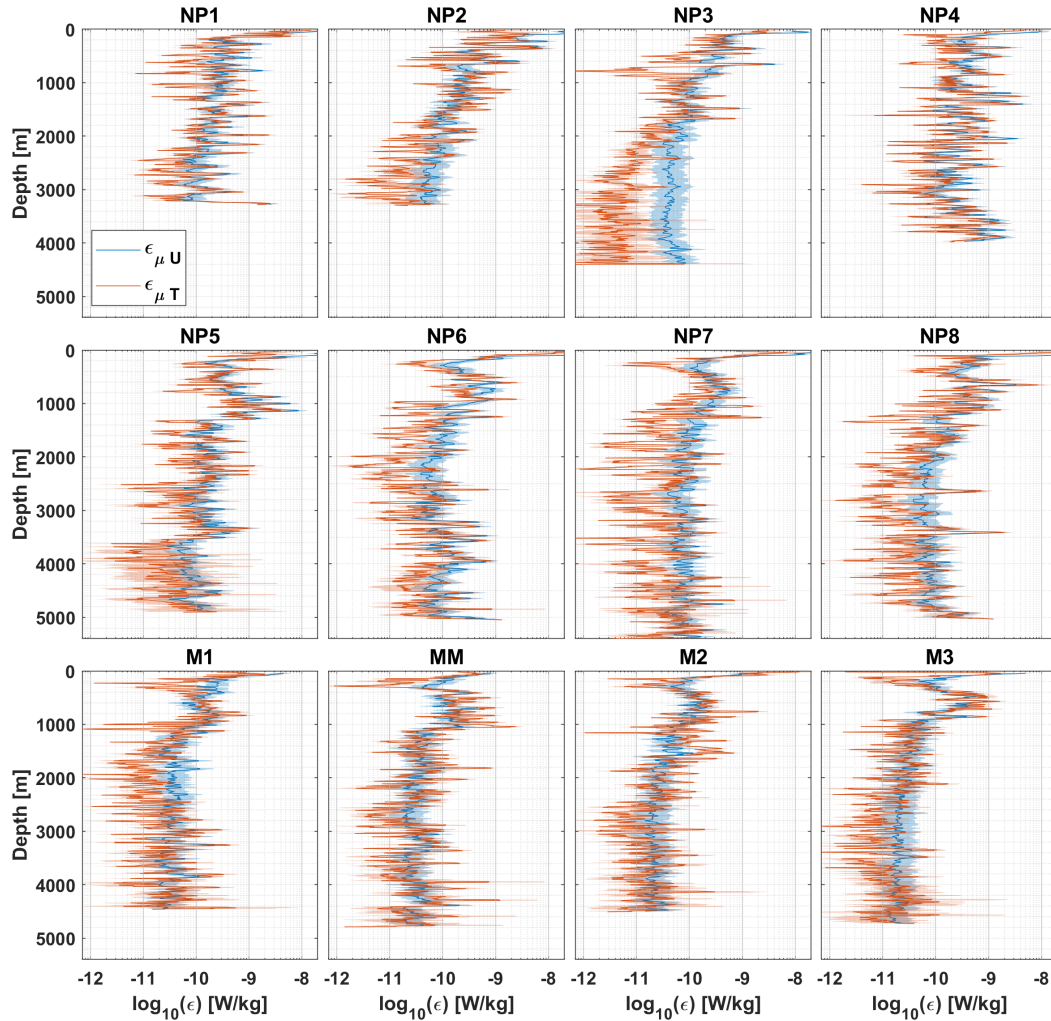 NP1 NP2 NP3 NP4
0
1000
2000
3000
4000
5000
Depth [m]
ϵ μ U
ϵ μ T
NP5 NP6 NP7 NP8
0
1000
2000
3000
4000
5000
Depth [m]
M1 MM M2 M3
0
1000
2000
3000
4000
5000
Depth [m]
-12 -11 -10 -9 -8 -12 -11 -10 -9 -8 -12 -11 -10 -9 -8 -12 -11 -10 -9 -8
log10(ϵ) [W/kg] log10(ϵ) [W/kg] log10(ϵ) [W/kg] log10(ϵ) [W/kg]